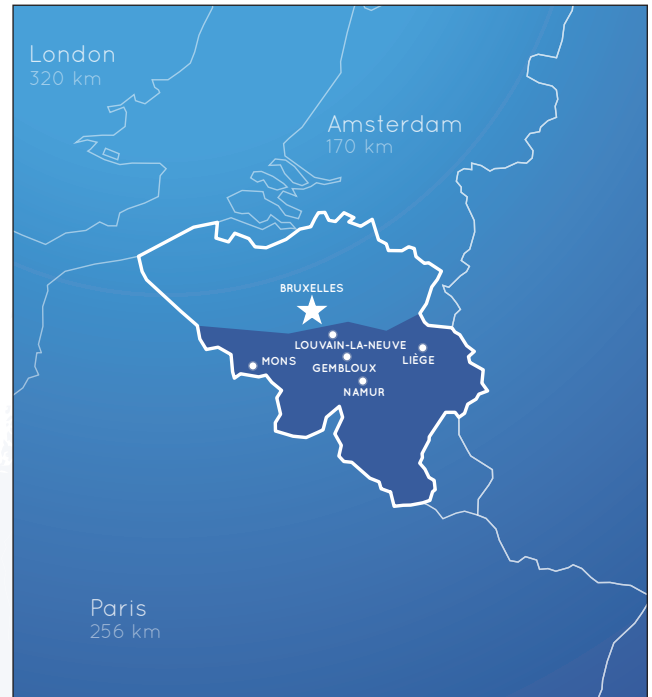 London
320 km
Amsterdam
170 km
BRUXELLES
LOUVAIN-LA-NEUVE
MONS
LIÈGE
GEMBLOUX
NAMUR
Paris
256 km